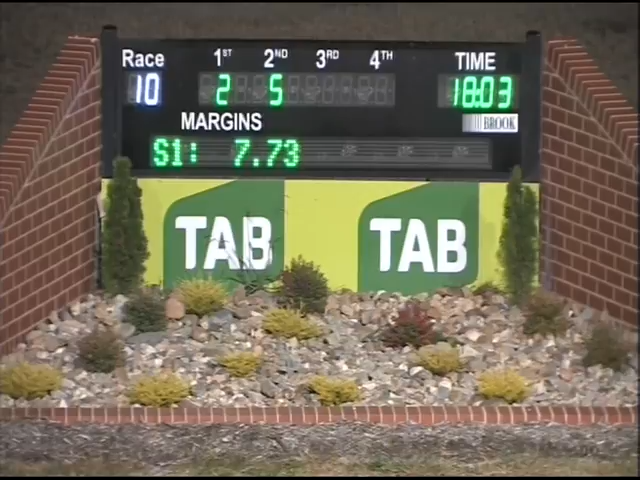 Race 1ST 2ND 3RD 4TH TIME
10 2 5 18.03
MARGINS BROOK
S1: 7.73
TAB TAB